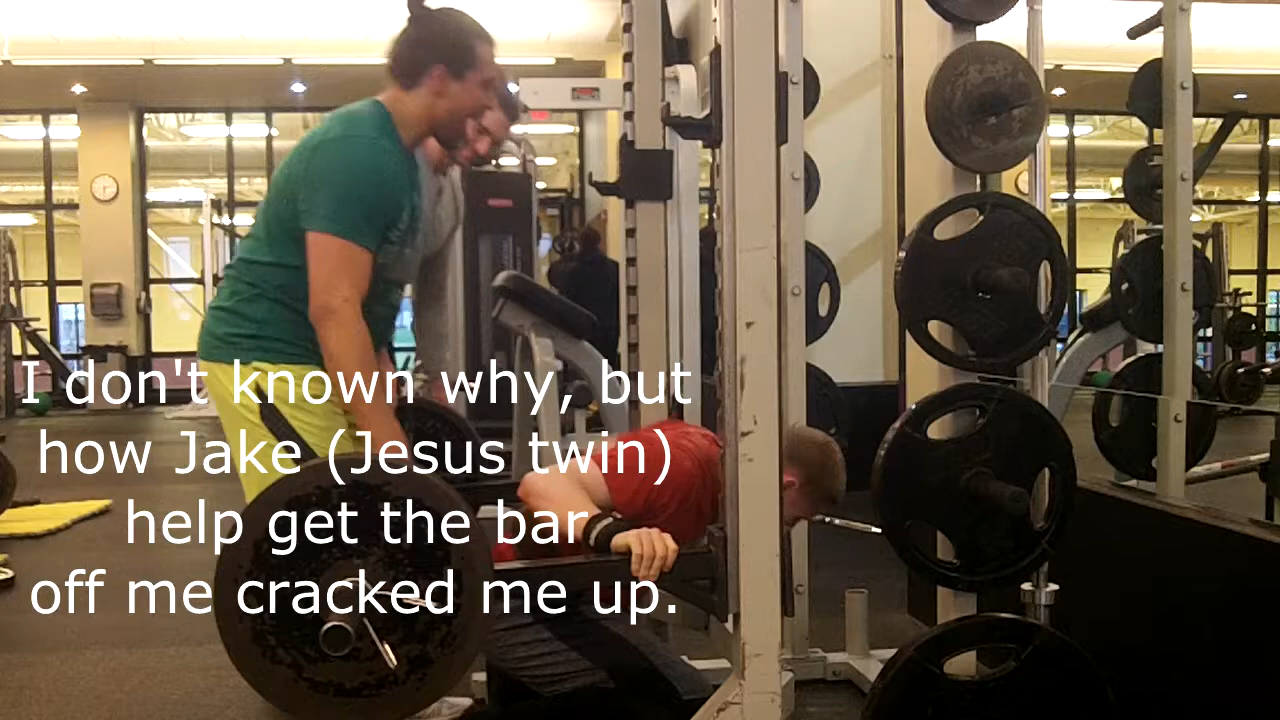 I don't known why, but
how Jake (Jesus twin)
help get the bar
off me cracked me up.